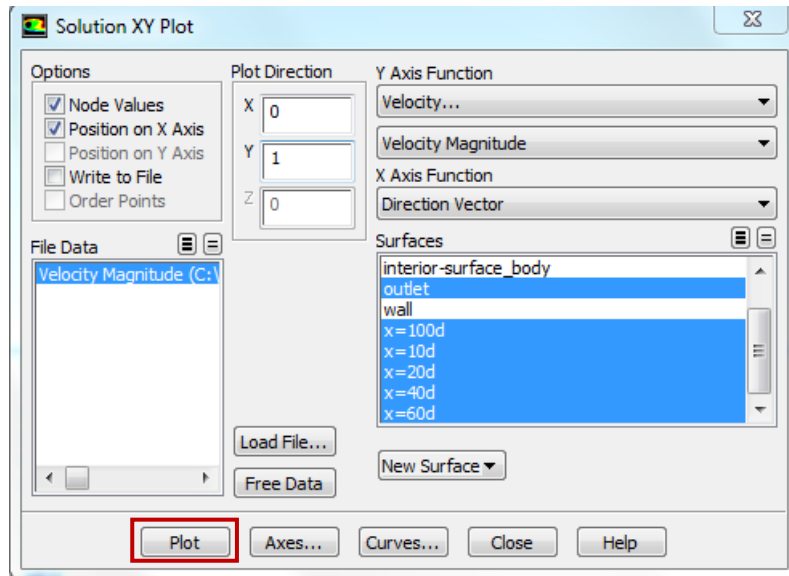 Solution XY Plot
Options
Node Values
Position on X Axis
Position on Y Axis
Write to File
Order Points
Plot Direction
X 0
Y 1
Z 0
Y Axis Function
Velocity...
Velocity Magnitude
X Axis Function
Direction Vector
File Data
Velocity Magnitude (C:\
Surfaces
interior-surface_body
outlet
wall
x=100d
x=10d
x=20d
x=40d
x=60d
Load File...
Free Data
New Surface
Plot
Axes...
Curves...
Close
Help